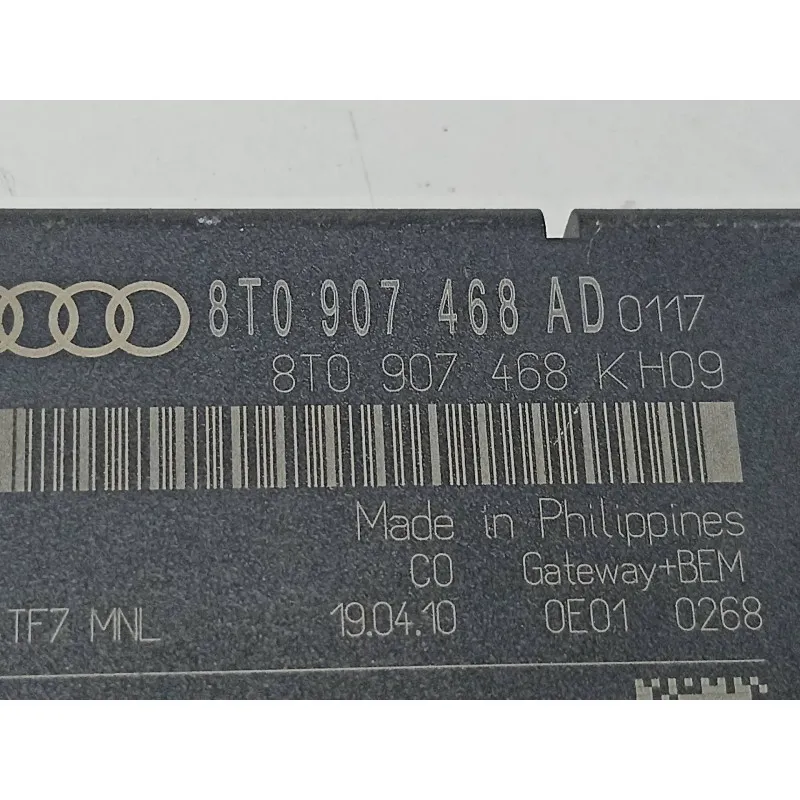 8T0 907 468 AD 0117
8T0 907 468 KH09
Made in Philippines
C0 Gateway+BEM
TF7 MNL 19.04.10 0E01 0268